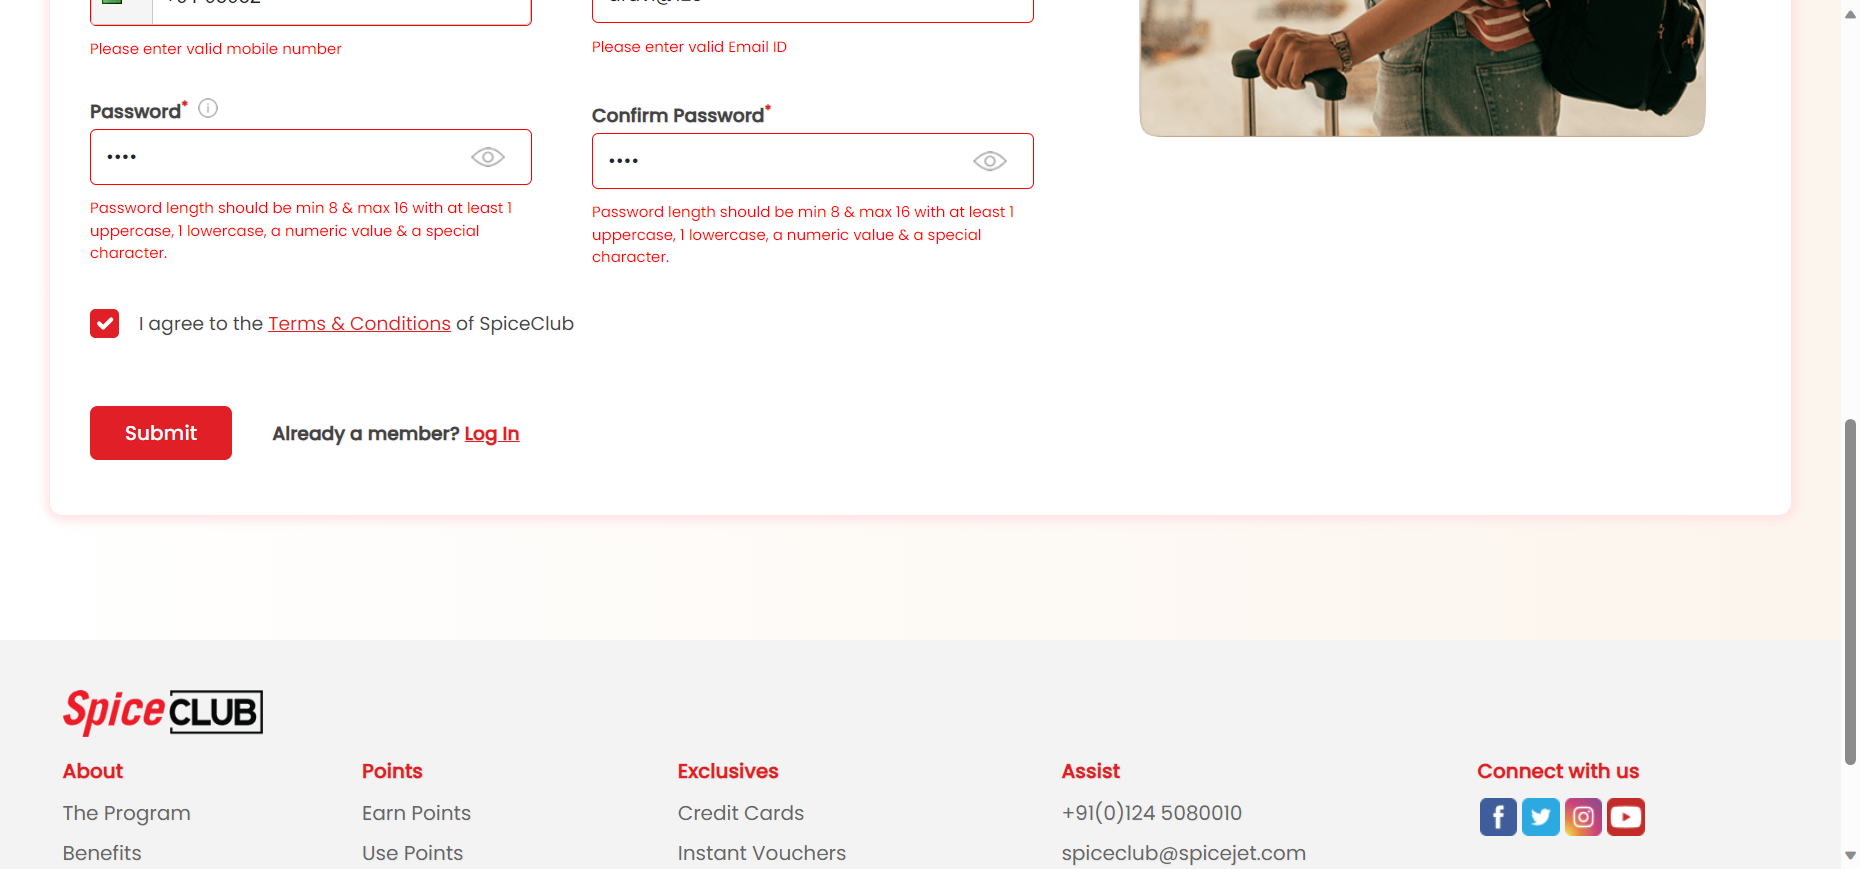 Please enter valid mobile number
Please enter valid Email ID
Password*
Confirm Password*
••••
••••
Password length should be min 8 & max 16 with at least 1
uppercase, 1 lowercase, a numeric value & a special
character.
Password length should be min 8 & max 16 with at least 1
uppercase, 1 lowercase, a numeric value & a special
character.
I agree to the Terms & Conditions of SpiceClub
Submit
Already a member? Log In
Spice CLUB
About
The Program
Benefits
Points
Earn Points
Use Points
Exclusives
Credit Cards
Instant Vouchers
Assist
+91(0)124 5080010
spiceclub@spicejet.com
Connect with us